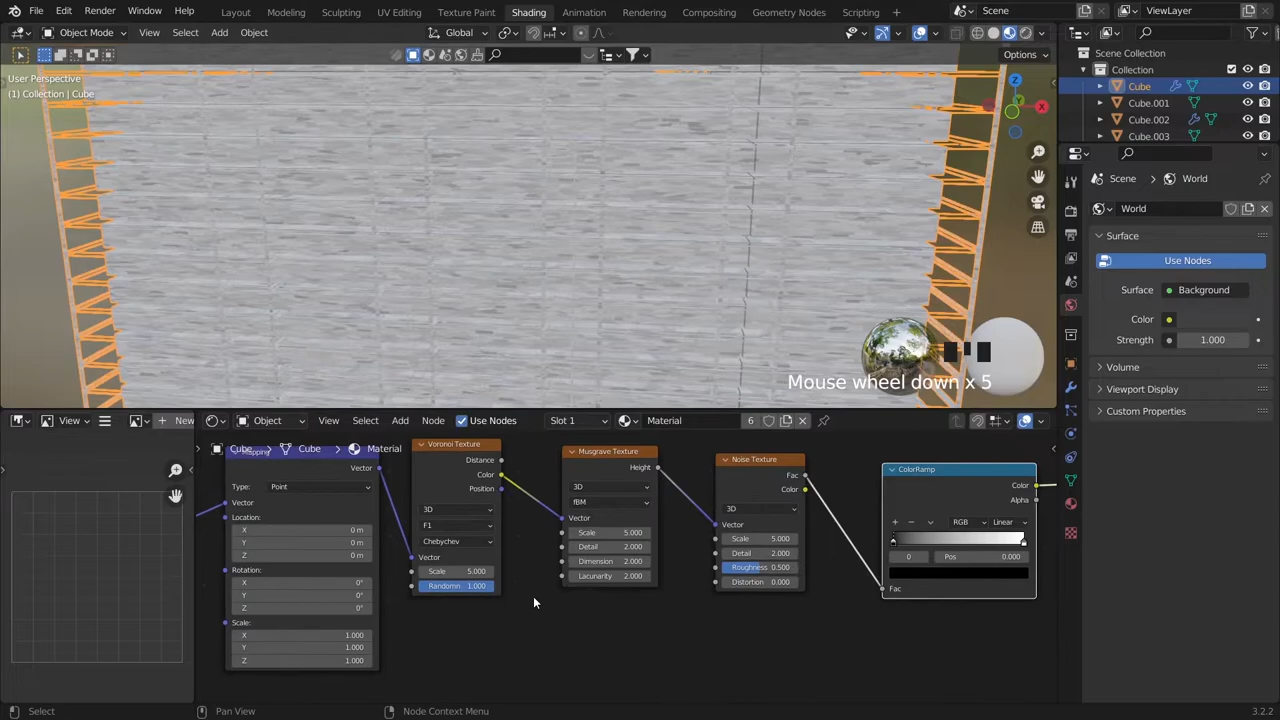 File Edit Render Window Help Layout Modeling Sculpting UV Editing Texture Paint Shading Animation Rendering Compositing Geometry Nodes Scripting Scene ViewLayer
Object Mode View Select Add Object Global
Options
User Perspective
(1) Collection | Cube
Z
Y
X
Mouse wheel down x 5
Scene Collection
Collection
Cube
Cube.001
Cube.002
Cube.003
Scene World
World
Surface
Use Nodes
Surface Background
Color
Strength 1.000
Volume
Viewport Display
Custom Properties
View New Object View Select Add Node Use Nodes Slot 1 Material 6
Cube Cube Material
Mapping
Vector
Type: Point
Vector
Location:
X 0 m
Y 0 m
Z 0 m
Rotation:
X 0°
Y 0°
Z 0°
Scale:
X 1.000
Y 1.000
Z 1.000
Voronoi Texture
Distance
Color
Position
3D
F1
Chebychev
Vector
Scale 5.000
Randomn 1.000
Musgrave Texture
Height
3D
fBM
Vector
Scale 5.000
Detail 2.000
Dimension 2.000
Lacunarity 2.000
Noise Texture
Fac
Color
3D
Vector
Scale 5.000
Detail 2.000
Roughness 0.500
Distortion 0.000
ColorRamp
Color
Alpha
RGB Linear
0 Pos 0.000
Fac
Select Pan View Node Context Menu 3.2.2